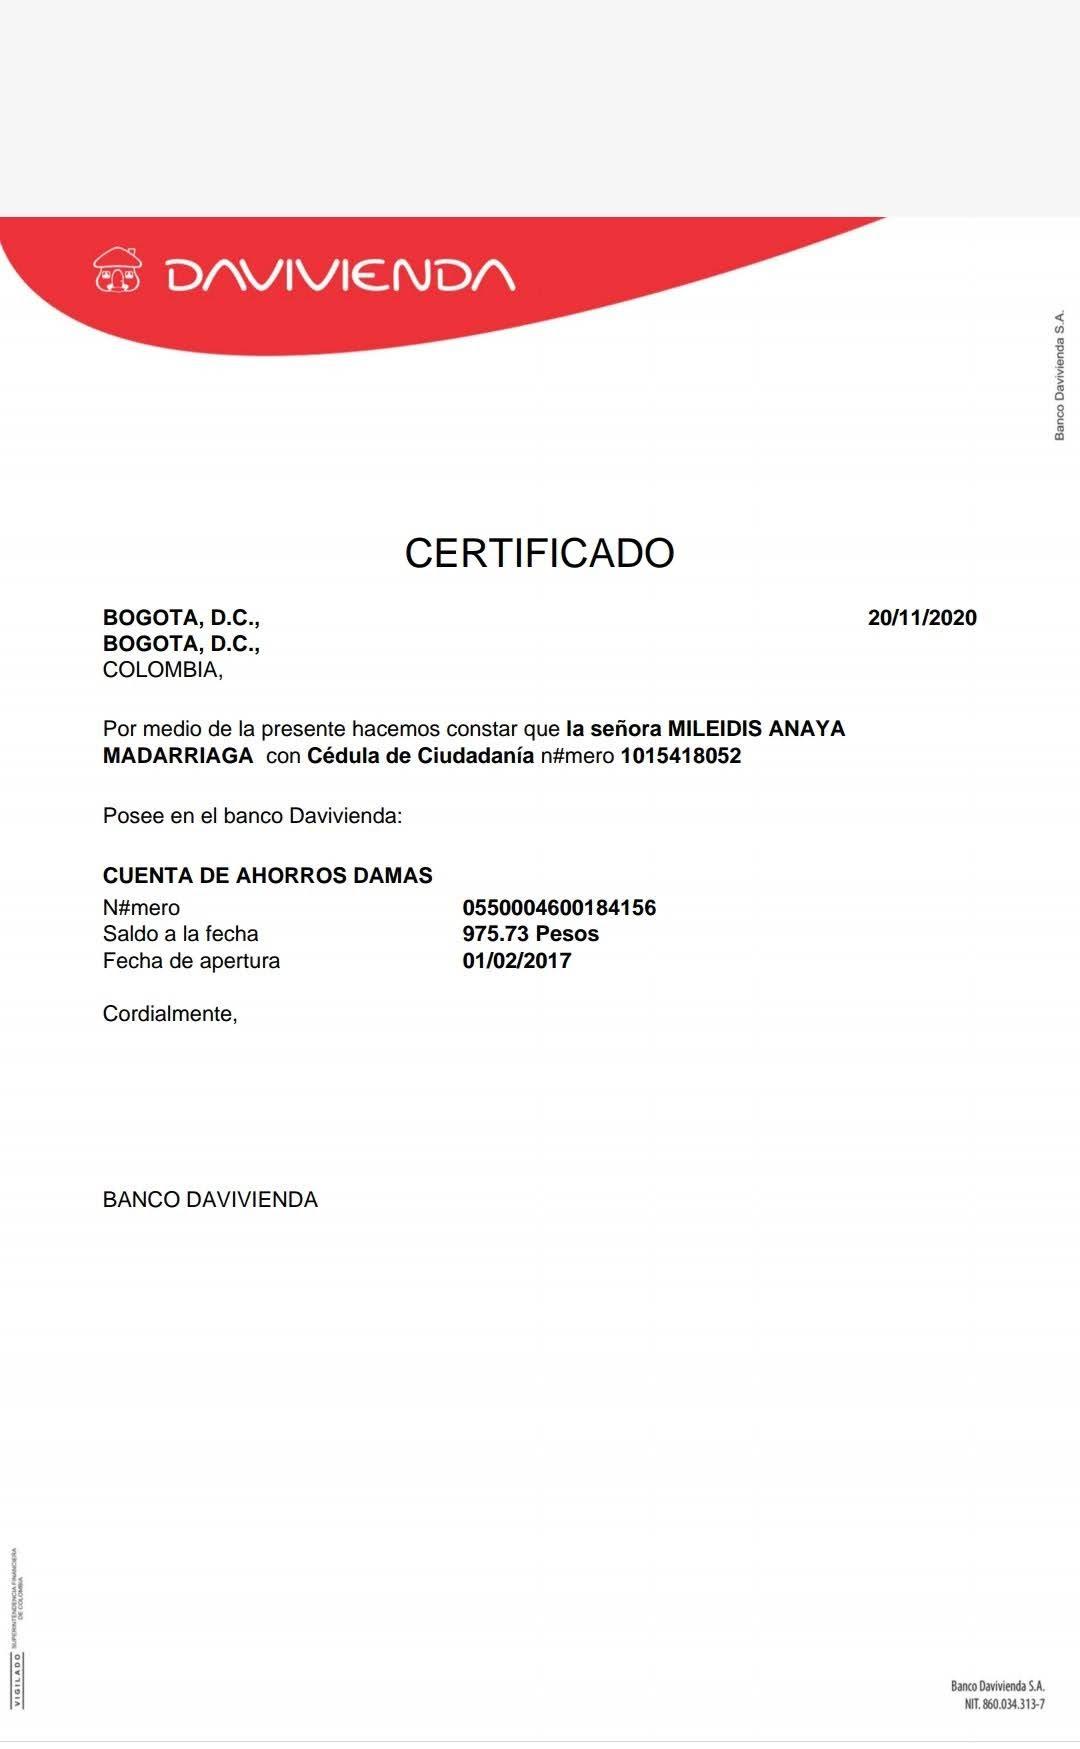 DAVIVIENDA
Banco Davivienda S.A.
CERTIFICADO
BOGOTA, D.C., 20/11/2020
BOGOTA, D.C.,
COLOMBIA,
Por medio de la presente hacemos constar que la señora MILEIDIS ANAYA
MADARRIAGA con Cédula de Ciudadanía n#mero 1015418052
Posee en el banco Davivienda:
CUENTA DE AHORROS DAMAS
N#mero 0550004600184156
Saldo a la fecha 975.73 Pesos
Fecha de apertura 01/02/2017
Cordialmente,
BANCO DAVIVIENDA
VIGILADO SUPERINTENDENCIA FINANCIERA
DE COLOMBIA
Banco Davivienda S.A.
NIT. 860.034.313-7